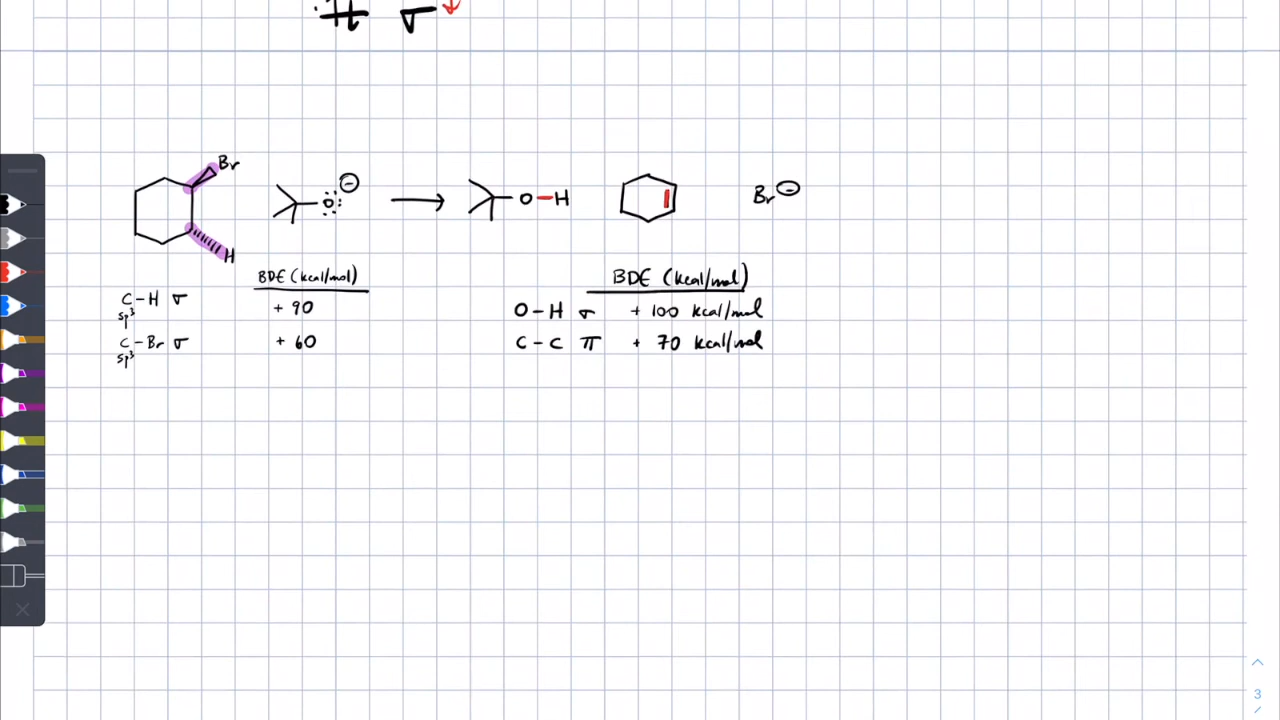 π σ
Br
H
O ⊖
O-H
Br ⊖
BDE (kcal/mol)
C-H σ + 90
sp³
C-Br σ + 60
sp³
BDE (kcal/mol)
O-H σ + 100 kcal/mol
C-C π + 70 kcal/mol
3